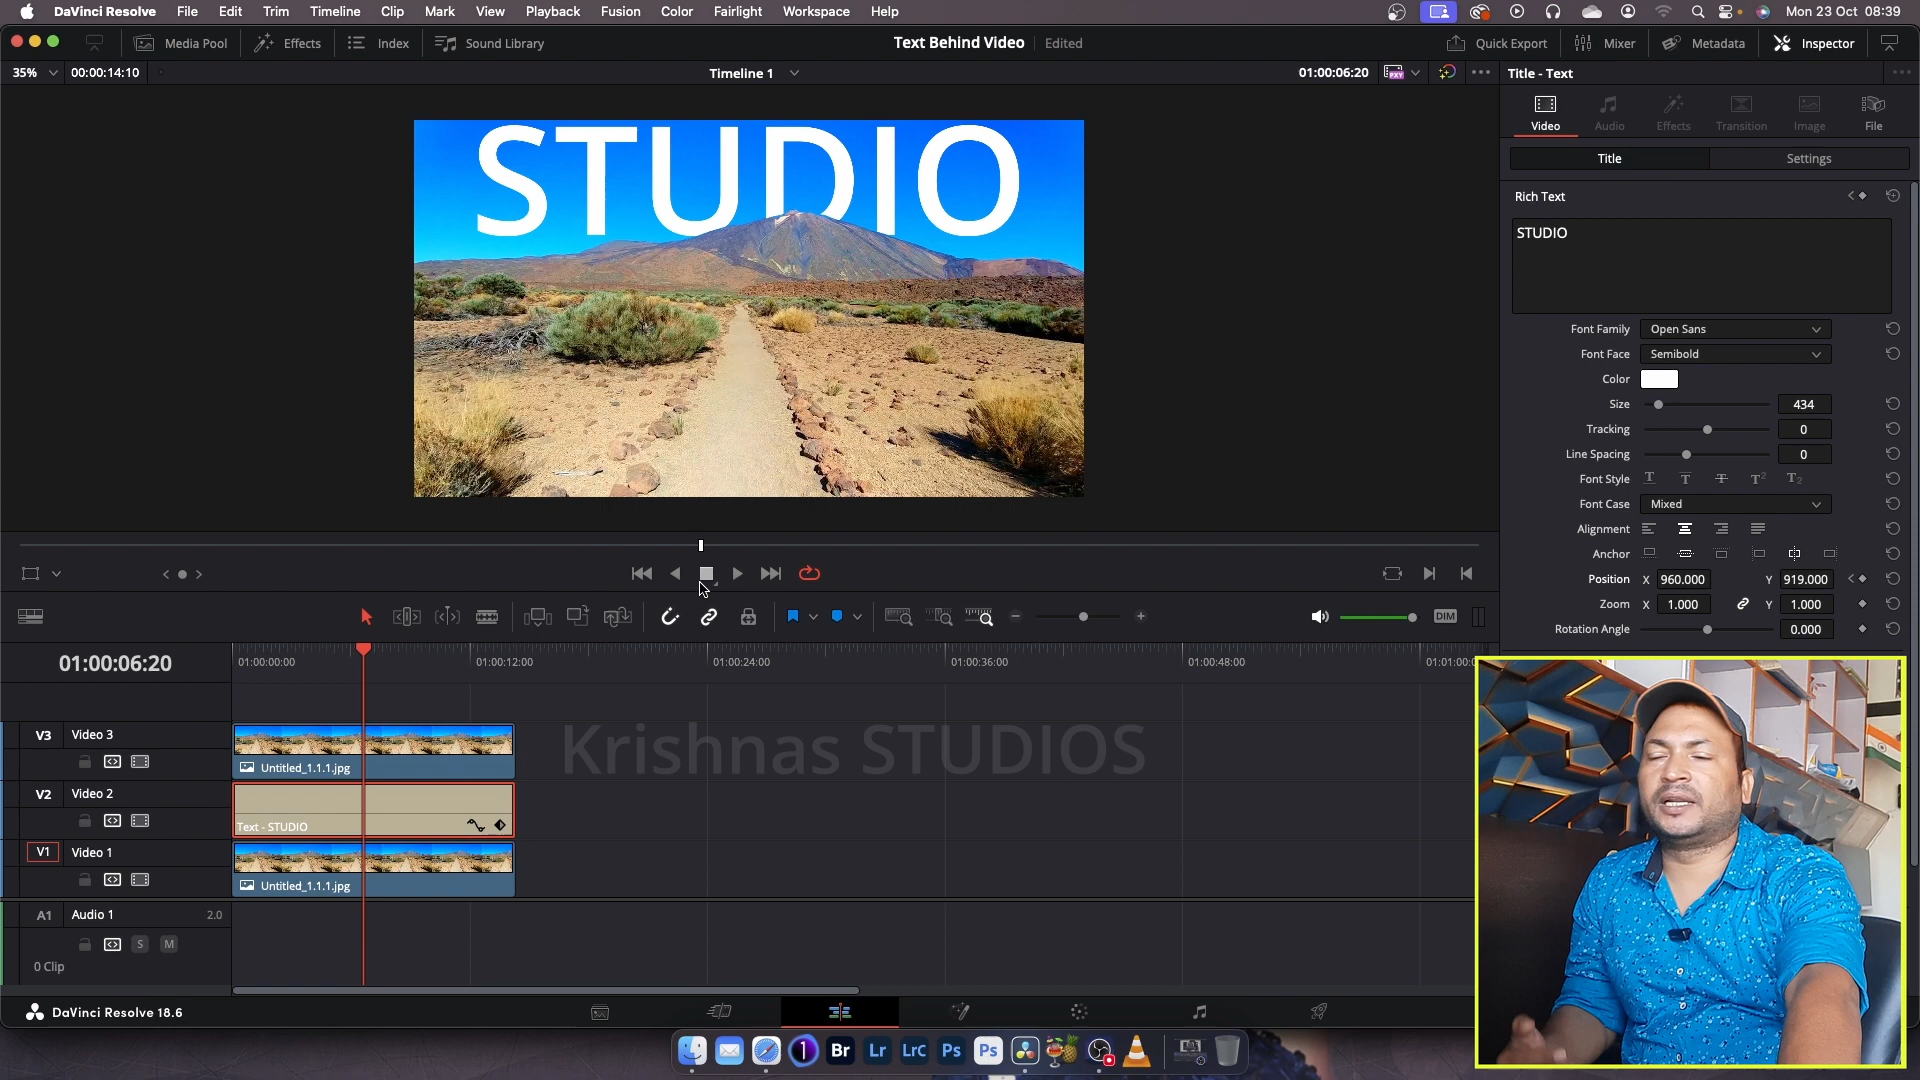 DaVinci Resolve File Edit Trim Timeline Clip Mark View Playback Fusion Color Fairlight Workspace Help
Mon 23 Oct 08:39
Media Pool Effects Index Sound Library
Text Behind Video Edited
Quick Export Mixer Metadata Inspector
35% 00:00:14:10
Timeline 1
01:00:06:20
Title - Text
Video Audio Effects Transition Image File
Title Settings
STUDIO
Rich Text
STUDIO
Font Family Open Sans
Font Face Semibold
Color
Size 434
Tracking 0
Line Spacing 0
Font Style
Font Case Mixed
Alignment
Anchor
Position X 960.000 Y 919.000
Zoom X 1.000 Y 1.000
Rotation Angle 0.000
DIM
01:00:06:20
01:00:00:00 01:00:12:00 01:00:24:00 01:00:36:00 01:00:48:00
V3 Video 3
Untitled_1.1.1.jpg
Krishnas STUDIOS
V2 Video 2
Text - STUDIO
V1 Video 1
Untitled_1.1.1.jpg
A1 Audio 1 2.0
S M
0 Clip
DaVinci Resolve 18.6
1 Br Lr LrC Ps Ps